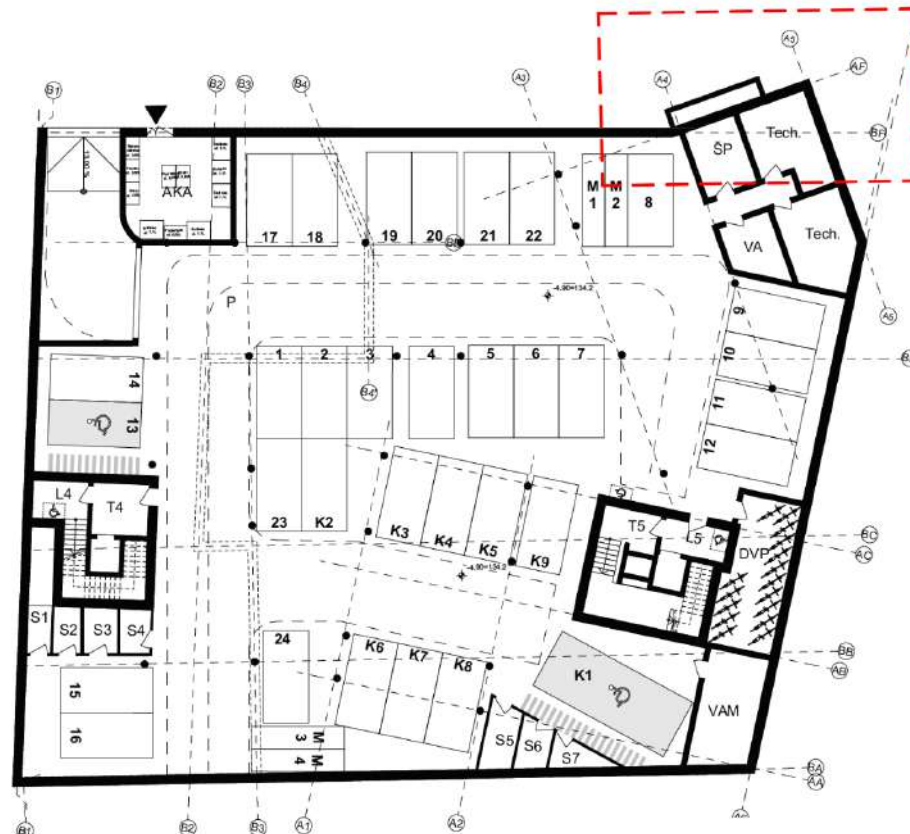 A5
A4
AF
A3
B4
B2
B3
B1
BF
Tech.
ŠP
13.00 %
AKA
M
1
M
2
8
17
18
19
20
21
22
VA
Tech.
-4.90=134.2
P
A5
9
10
11
12
1
2
3
4
5
6
7
B4'
14
13
L4
T4
23
K2
K3
K4
K5
K9
T5
L5
DVP
BC
AC
-4.90=134.2
S1
S2
S3
S4
24
K6
K7
K8
K1
BB
AB
15
16
3 M
4 M
S5
S6
S7
VAM
BA
AA
B1
B2
B3
A1
A2